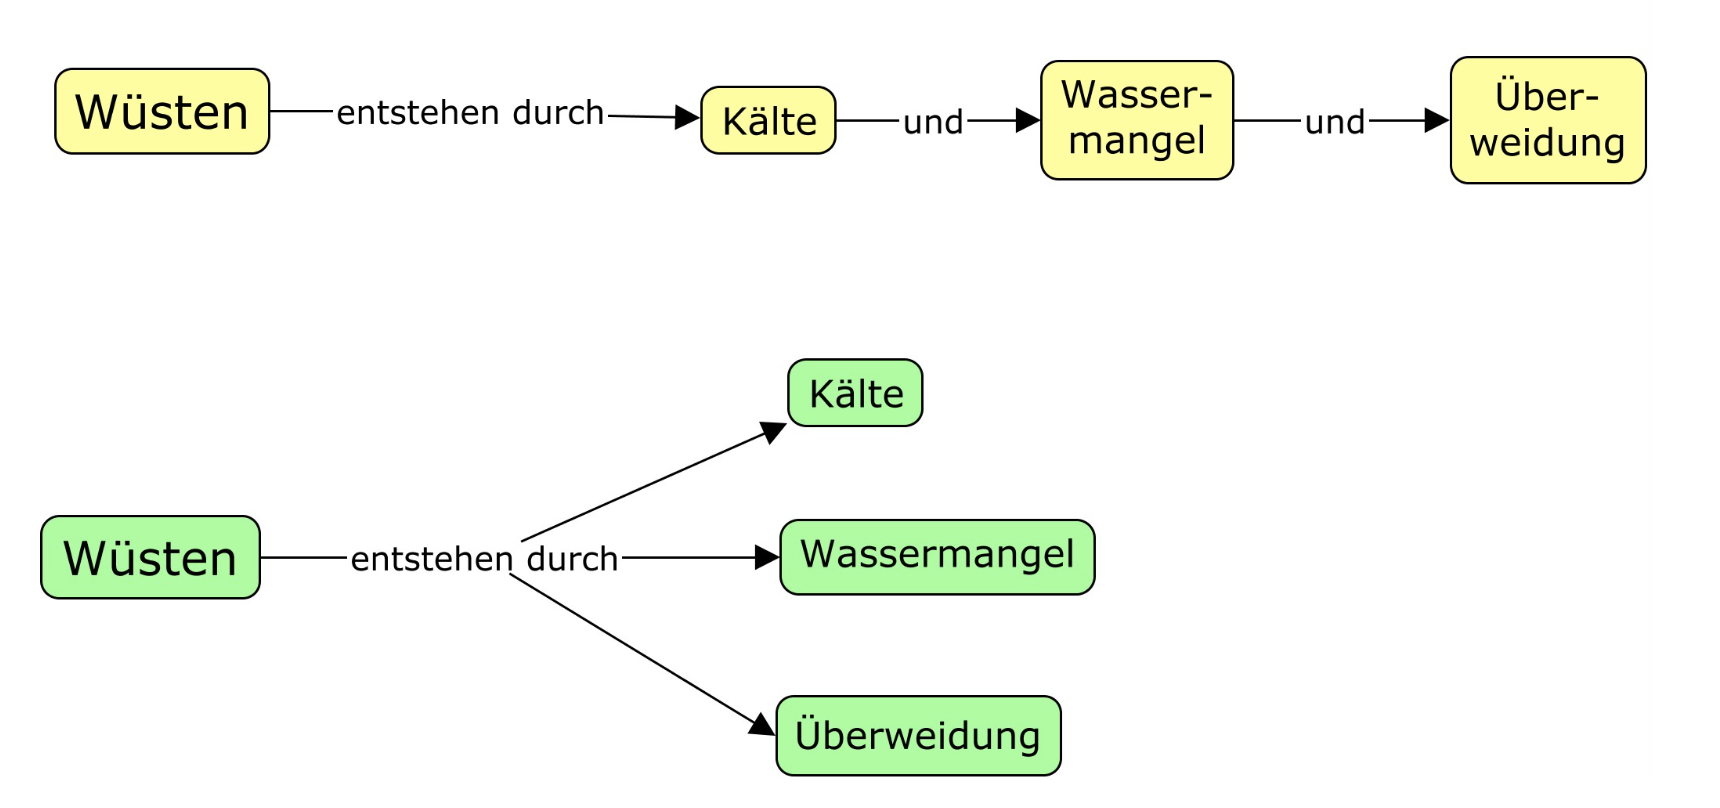 Wüsten entstehen durch Kälte und Wasser-
mangel und Über-
weidung
Kälte
Wüsten entstehen durch Wassermangel
Überweidung